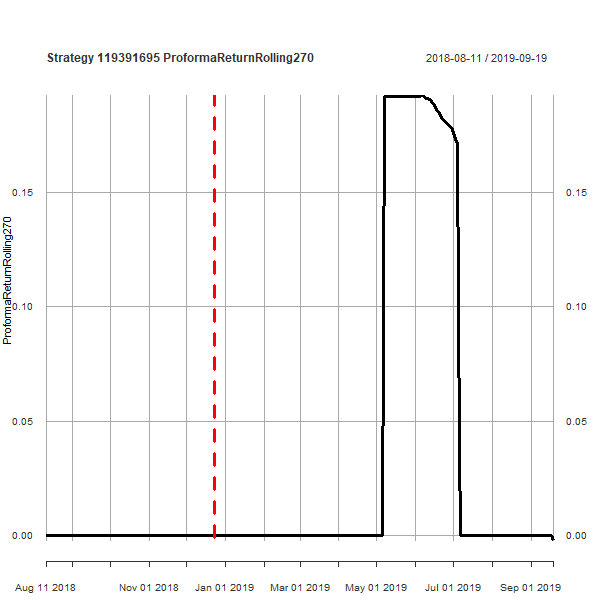 Strategy 119391695 ProformaReturnRolling270
2018-08-11 / 2019-09-19
ProformaReturnRolling270
0.15
0.10
0.05
0.00
0.15
0.10
0.05
0.00
Aug 11 2018
Nov 01 2018
Jan 01 2019
Mar 01 2019
May 01 2019
Jul 01 2019
Sep 01 2019